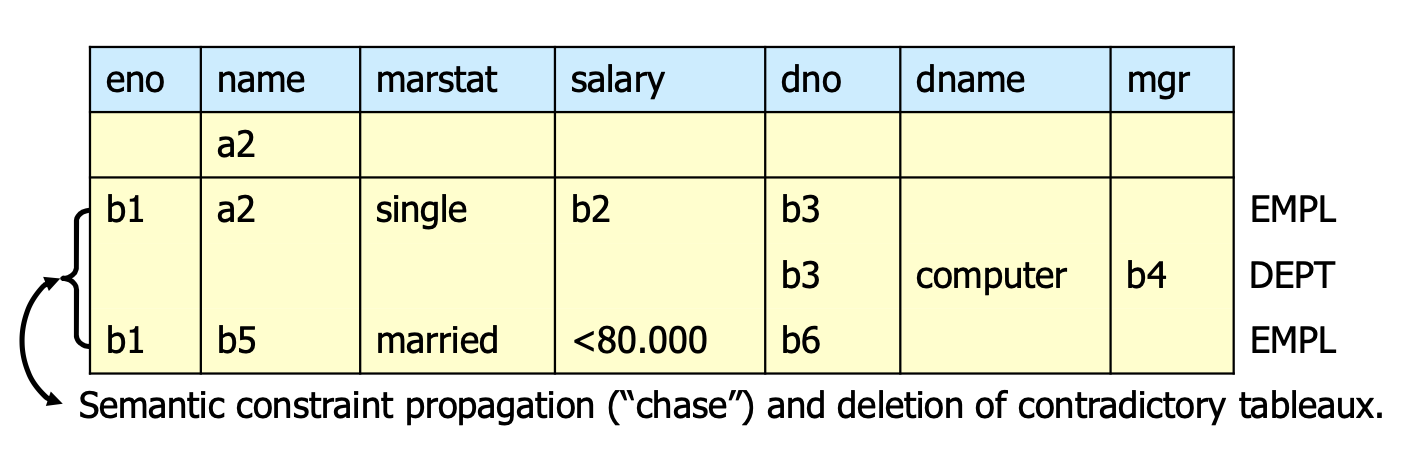 eno name marstat salary dno dname mgr
a2
b1 a2 single b2 b3 EMPL
b3 computer b4 DEPT
b1 b5 married <80.000 b6 EMPL
Semantic constraint propagation (“chase”) and deletion of contradictory tableaux.